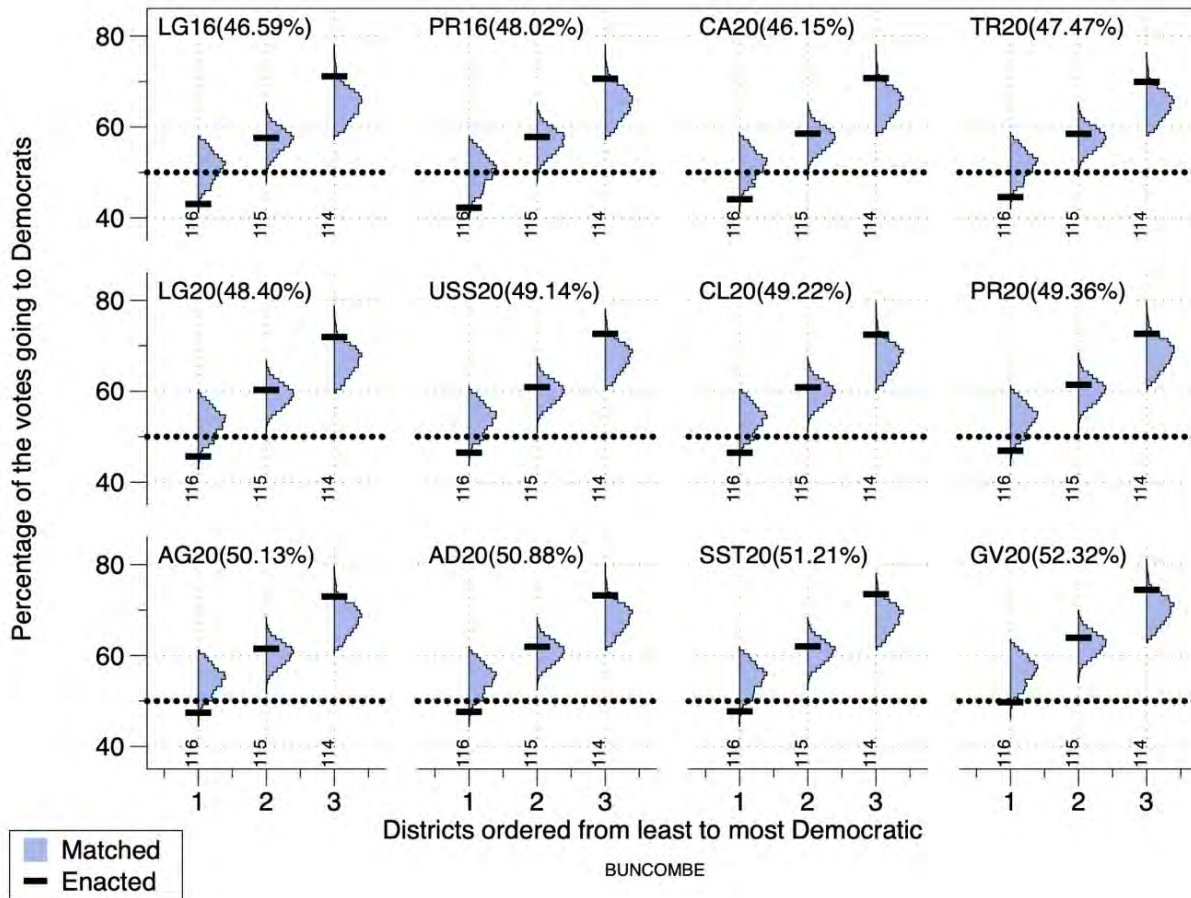 Percentage of the votes going to Democrats
80
60
40
LG16(46.59%)
PR16(48.02%)
CA20(46.15%)
TR20(47.47%)
116
115
114
116
115
114
116
115
114
116
115
114
80
60
40
LG20(48.40%)
USS20(49.14%)
CL20(49.22%)
PR20(49.36%)
116
115
114
116
115
114
116
115
114
116
115
114
80
60
40
AG20(50.13%)
AD20(50.88%)
SST20(51.21%)
GV20(52.32%)
116
115
114
116
115
114
116
115
114
116
115
114
1 2 3
1 2 3
1 2 3
1 2 3
Districts ordered from least to most Democratic
BUNCOMBE
Matched
Enacted